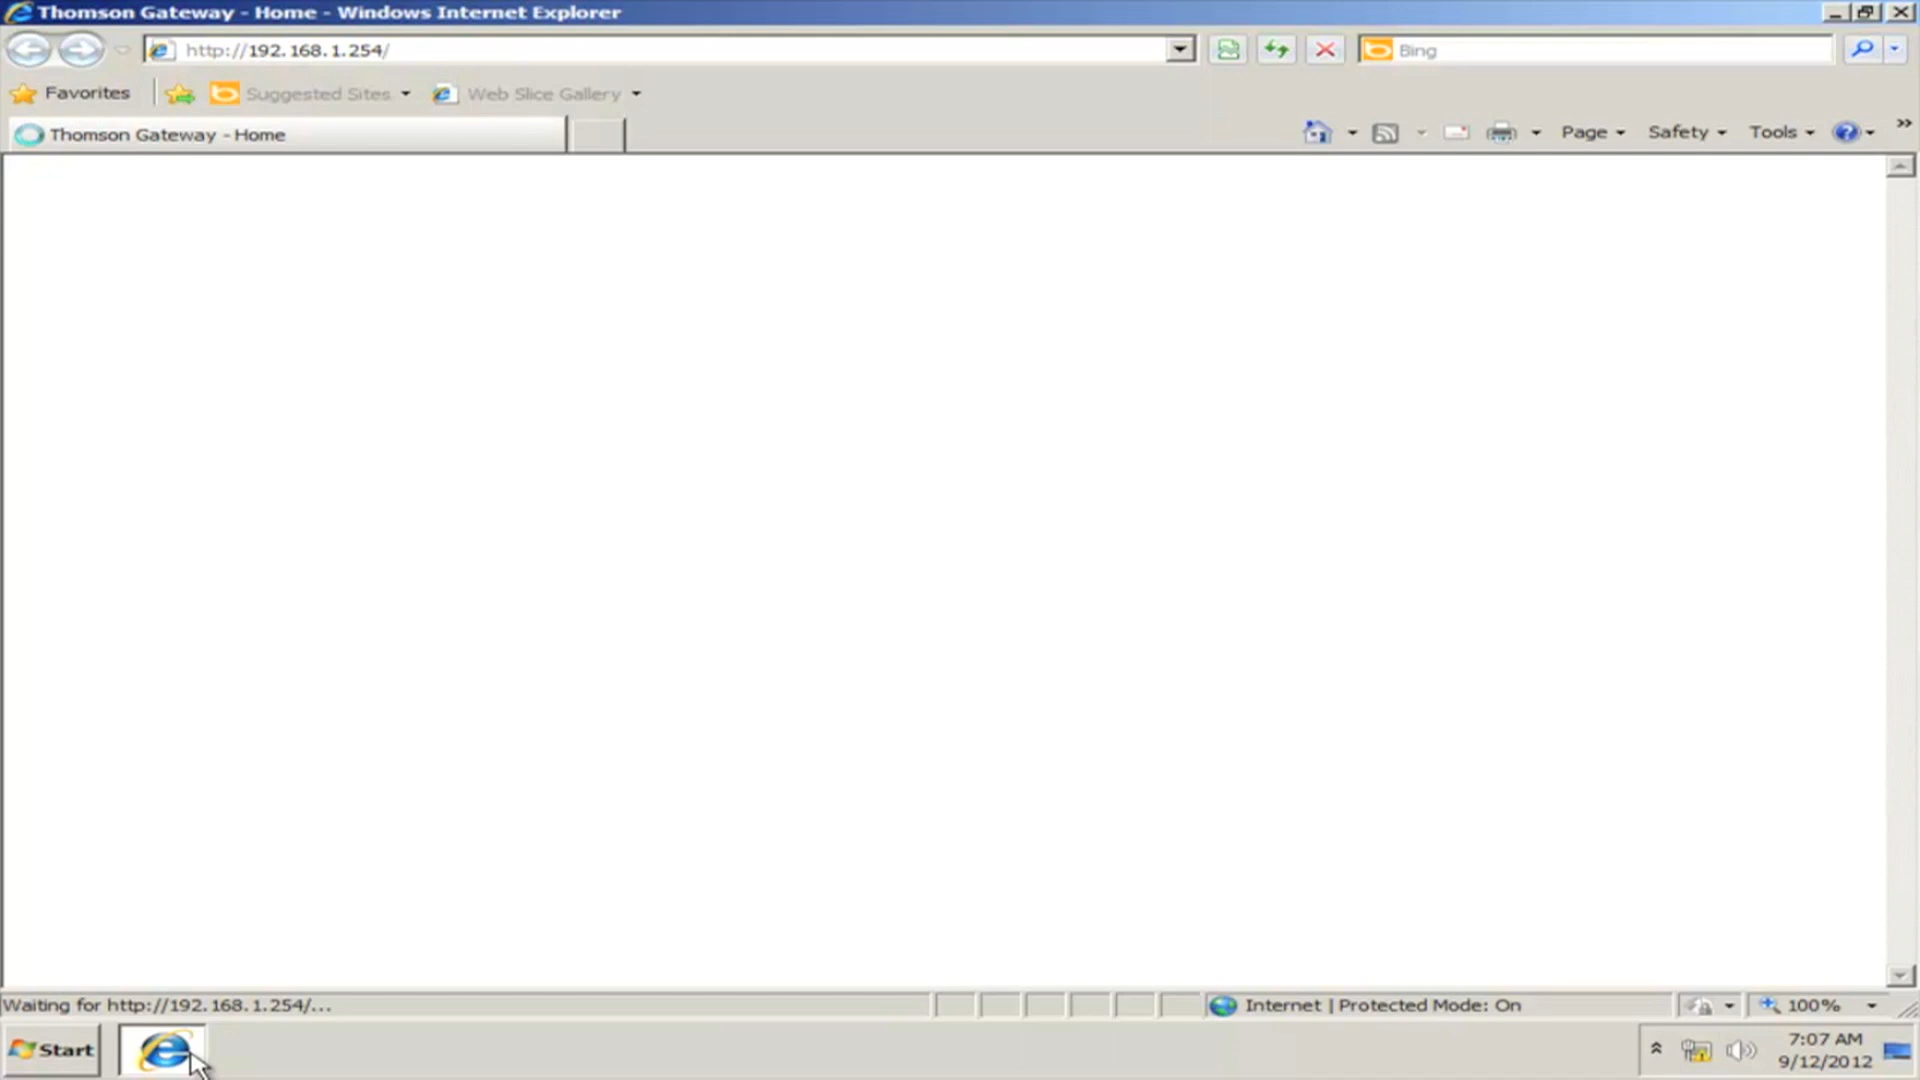 Thomson Gateway - Home - Windows Internet Explorer
http://192.168.1.254/
Bing
Favorites
Suggested Sites
Web Slice Gallery
Thomson Gateway - Home
Page
Safety
Tools
Waiting for http://192.168.1.254/...
Internet | Protected Mode: On
100%
Start
7:07 AM
9/12/2012